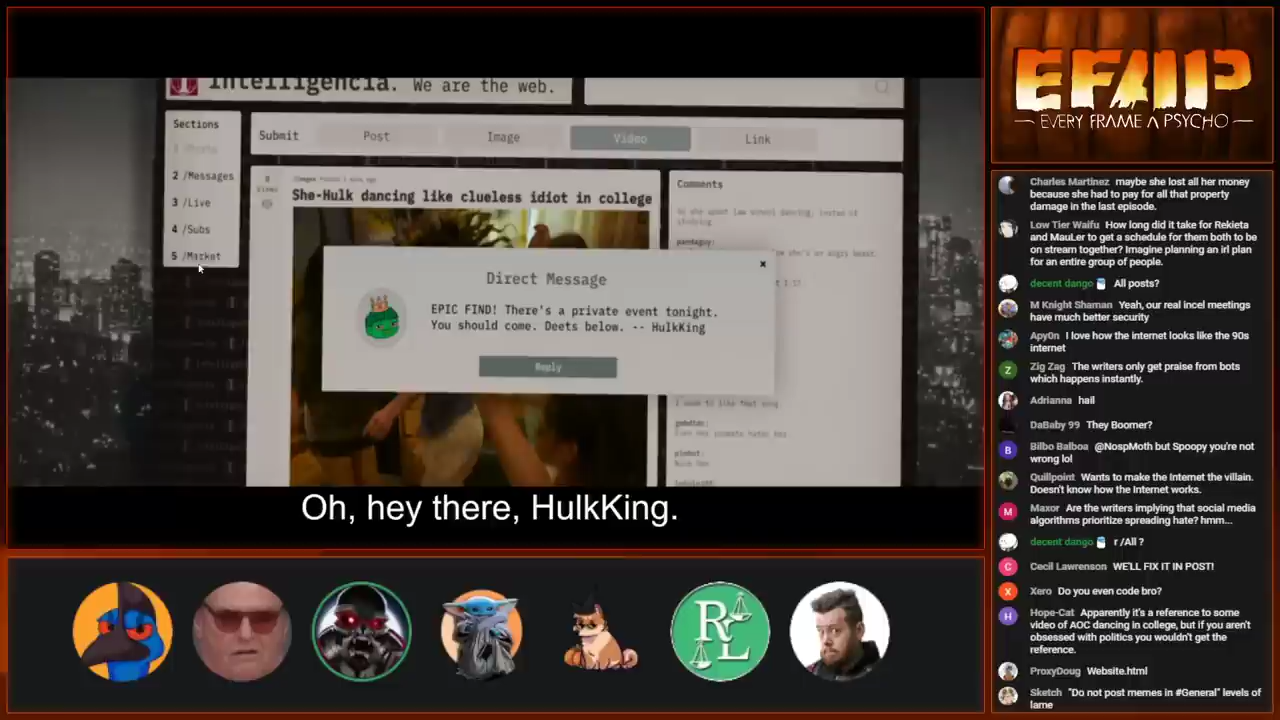 Intelligencia. We are the web.
Sections
2 /Messages
3 /Live
4 /Subs
5 /Market
Submit
Post
Image
Video
Link
She-Hulk dancing like clueless idiot in college
Comments
Direct Message
x
EPIC FIND! There's a private event tonight.
You should come. Deets below. -- HulkKing
Reply
Oh, hey there, HulkKing.
EFAP
EVERY FRAME A PSYCHO
Charles Martinez maybe she lost all her money
because she had to pay for all that property
damage in the last episode.
Low Tier Waifu How long did it take for Rekieta
and MauLer to get a schedule for them both to be
on stream together? Imagine planning an irl plan
for an entire group of people.
decent dango All posts?
M Knight Shaman Yeah, our real incel meetings
have much better security
Apy0n I love how the internet looks like the 90s
internet
Z
Zig Zag The writers only get praise from bots
which happens instantly.
Adrianna hail
DaBaby 99 They Boomer?
B
Bilbo Balboa @NospMoth but Spoopy you're not
wrong lol
Quillpoint Wants to make the Internet the villain.
Doesn't know how the Internet works.
M
Maxor Are the writers implying that social media
algorithms prioritize spreading hate? hmm...
decent dango r /All ?
C
Cecil Lawrenson WE'LL FIX IT IN POST!
X
Xero Do you even code bro?
H
Hope-Cat Apparently it's a reference to some
video of AOC dancing in college, but if you aren't
obsessed with politics you wouldn't get the
reference.
ProxyDoug Website.html
Sketch "Do not post memes in #General" levels of
lame
RL